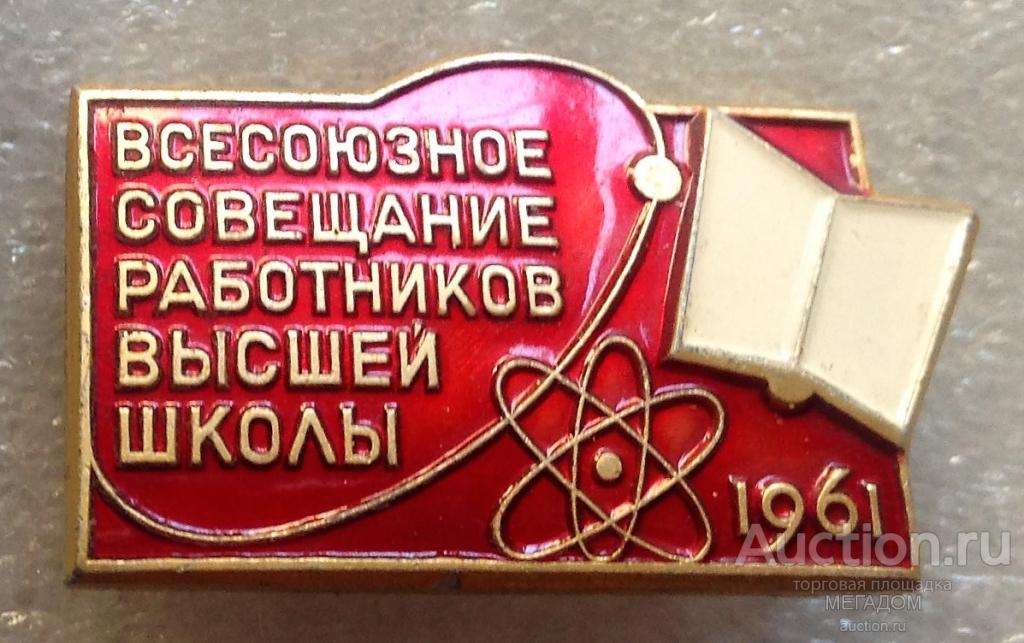 ВСЕСОЮЗНОЕ
СОВЕЩАНИЕ
РАБОТНИКОВ
ВЫСШЕЙ
ШКОЛЫ
1961
Auction.ru
торговая площадка
МЕГАДОМ
auction.ru